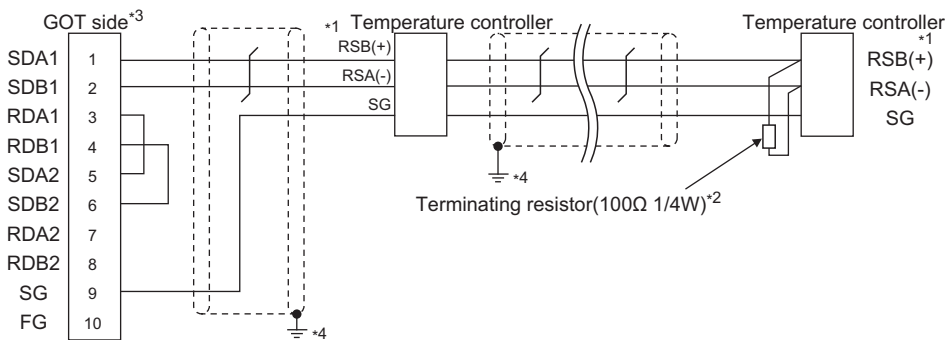 GOT side*3
*1 Temperature controller
Temperature controller
*1
SDA1 1 RSB(+) RSB(+)
SDB1 2 RSA(-) RSA(-)
RDA1 3 SG SG
RDB1 4
SDA2 5 *4
SDB2 6 Terminating resistor(100Ω 1/4W)*2
RDA2 7
RDB2 8
SG 9
FG 10
*4